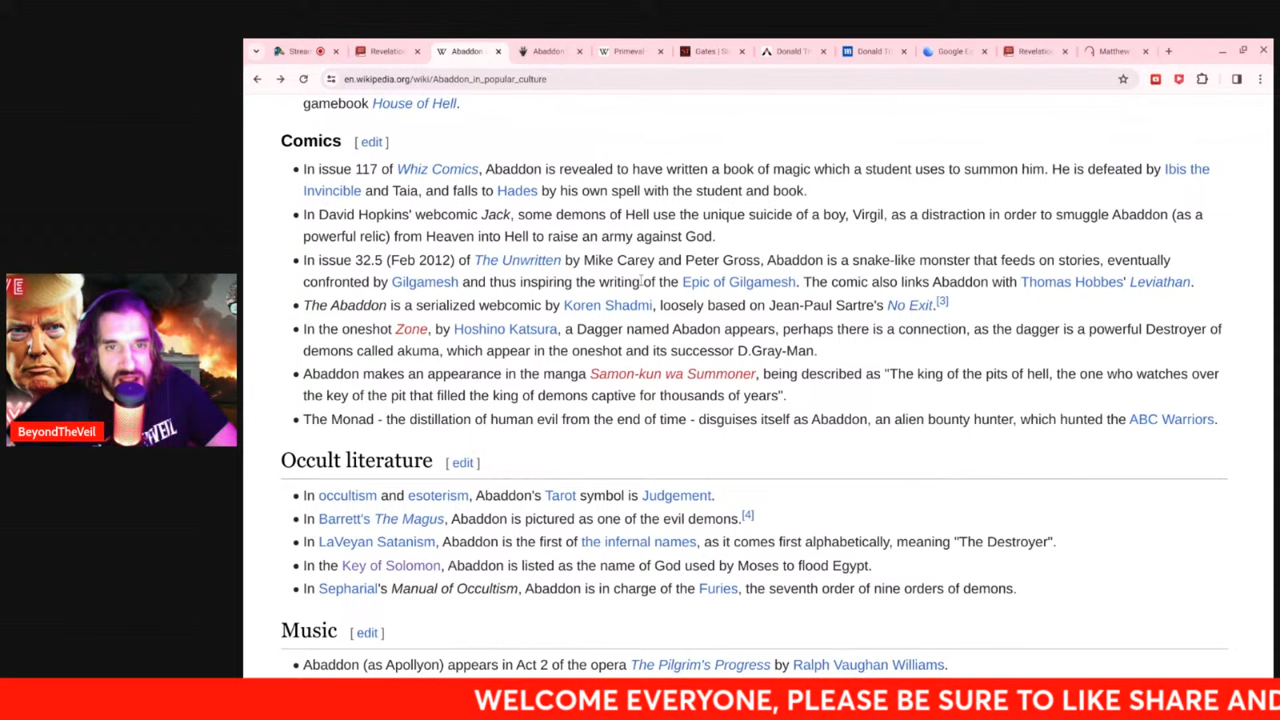 Stream
Revelation
Abaddon
Abaddon
Primeval
Gates | S
Donald Tr
Donald Tr
Google E
Revelatio
Matthew
en.wikipedia.org/wiki/Abaddon_in_popular_culture
gamebook House of Hell.
Comics [ edit ]
• In issue 117 of Whiz Comics, Abaddon is revealed to have written a book of magic which a student uses to summon him. He is defeated by Ibis the
Invincible and Taia, and falls to Hades by his own spell with the student and book.
• In David Hopkins' webcomic Jack, some demons of Hell use the unique suicide of a boy, Virgil, as a distraction in order to smuggle Abaddon (as a
powerful relic) from Heaven into Hell to raise an army against God.
• In issue 32.5 (Feb 2012) of The Unwritten by Mike Carey and Peter Gross, Abaddon is a snake-like monster that feeds on stories, eventually
confronted by Gilgamesh and thus inspiring the writing of the Epic of Gilgamesh. The comic also links Abaddon with Thomas Hobbes' Leviathan.
• The Abaddon is a serialized webcomic by Koren Shadmi, loosely based on Jean-Paul Sartre's No Exit.[3]
• In the oneshot Zone, by Hoshino Katsura, a Dagger named Abadon appears, perhaps there is a connection, as the dagger is a powerful Destroyer of
demons called akuma, which appear in the oneshot and its successor D.Gray-Man.
• Abaddon makes an appearance in the manga Samon-kun wa Summoner, being described as "The king of the pits of hell, the one who watches over
the key of the pit that filled the king of demons captive for thousands of years".
• The Monad - the distillation of human evil from the end of time - disguises itself as Abaddon, an alien bounty hunter, which hunted the ABC Warriors.
Occult literature [ edit ]
• In occultism and esoterism, Abaddon's Tarot symbol is Judgement.
• In Barrett's The Magus, Abaddon is pictured as one of the evil demons.[4]
• In LaVeyan Satanism, Abaddon is the first of the infernal names, as it comes first alphabetically, meaning "The Destroyer".
• In the Key of Solomon, Abaddon is listed as the name of God used by Moses to flood Egypt.
• In Sepharial's Manual of Occultism, Abaddon is in charge of the Furies, the seventh order of nine orders of demons.
Music [ edit ]
• Abaddon (as Apollyon) appears in Act 2 of the opera The Pilgrim's Progress by Ralph Vaughan Williams.
BeyondTheVeil
WELCOME EVERYONE, PLEASE BE SURE TO LIKE SHARE AND